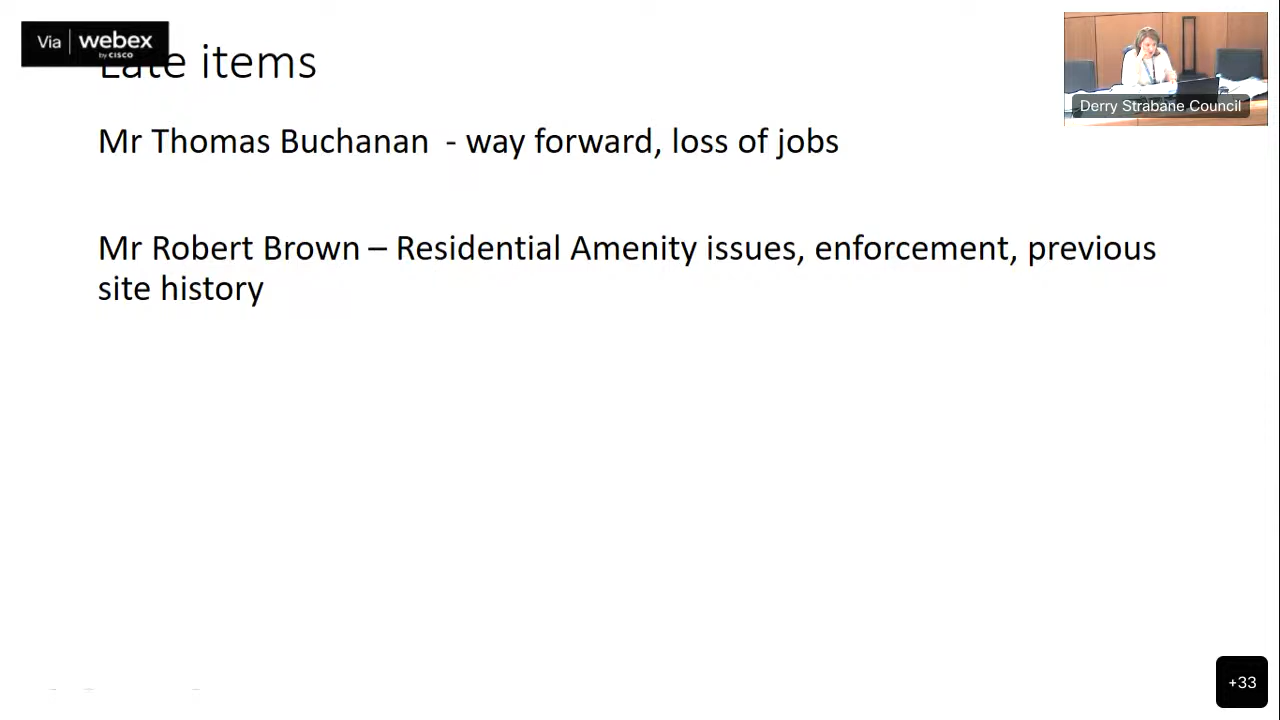 Via webex
by CISCO
Late items
Derry Strabane Council
Mr Thomas Buchanan - way forward, loss of jobs
Mr Robert Brown – Residential Amenity issues, enforcement, previous
site history
+33